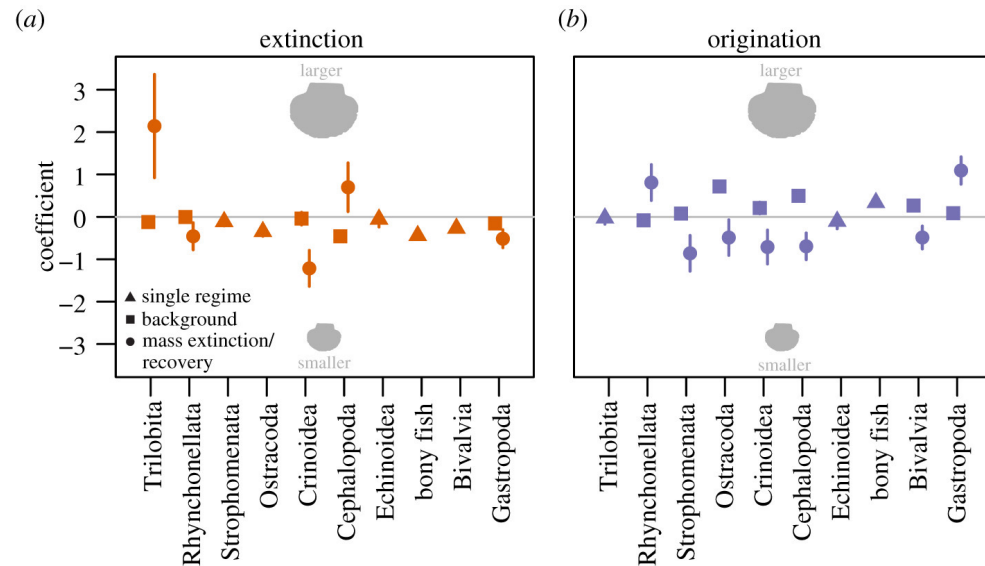 (a)
extinction
larger
coefficient
3
2
1
0
−1
−2
−3
single regime
background
mass extinction/
recovery
smaller
Trilobita
Rhynchonellata
Strophomenata
Ostracoda
Crinoidea
Cephalopoda
Echinoidea
bony fish
Bivalvia
Gastropoda
(b)
origination
larger
smaller
Trilobita
Rhynchonellata
Strophomenata
Ostracoda
Crinoidea
Cephalopoda
Echinoidea
bony fish
Bivalvia
Gastropoda